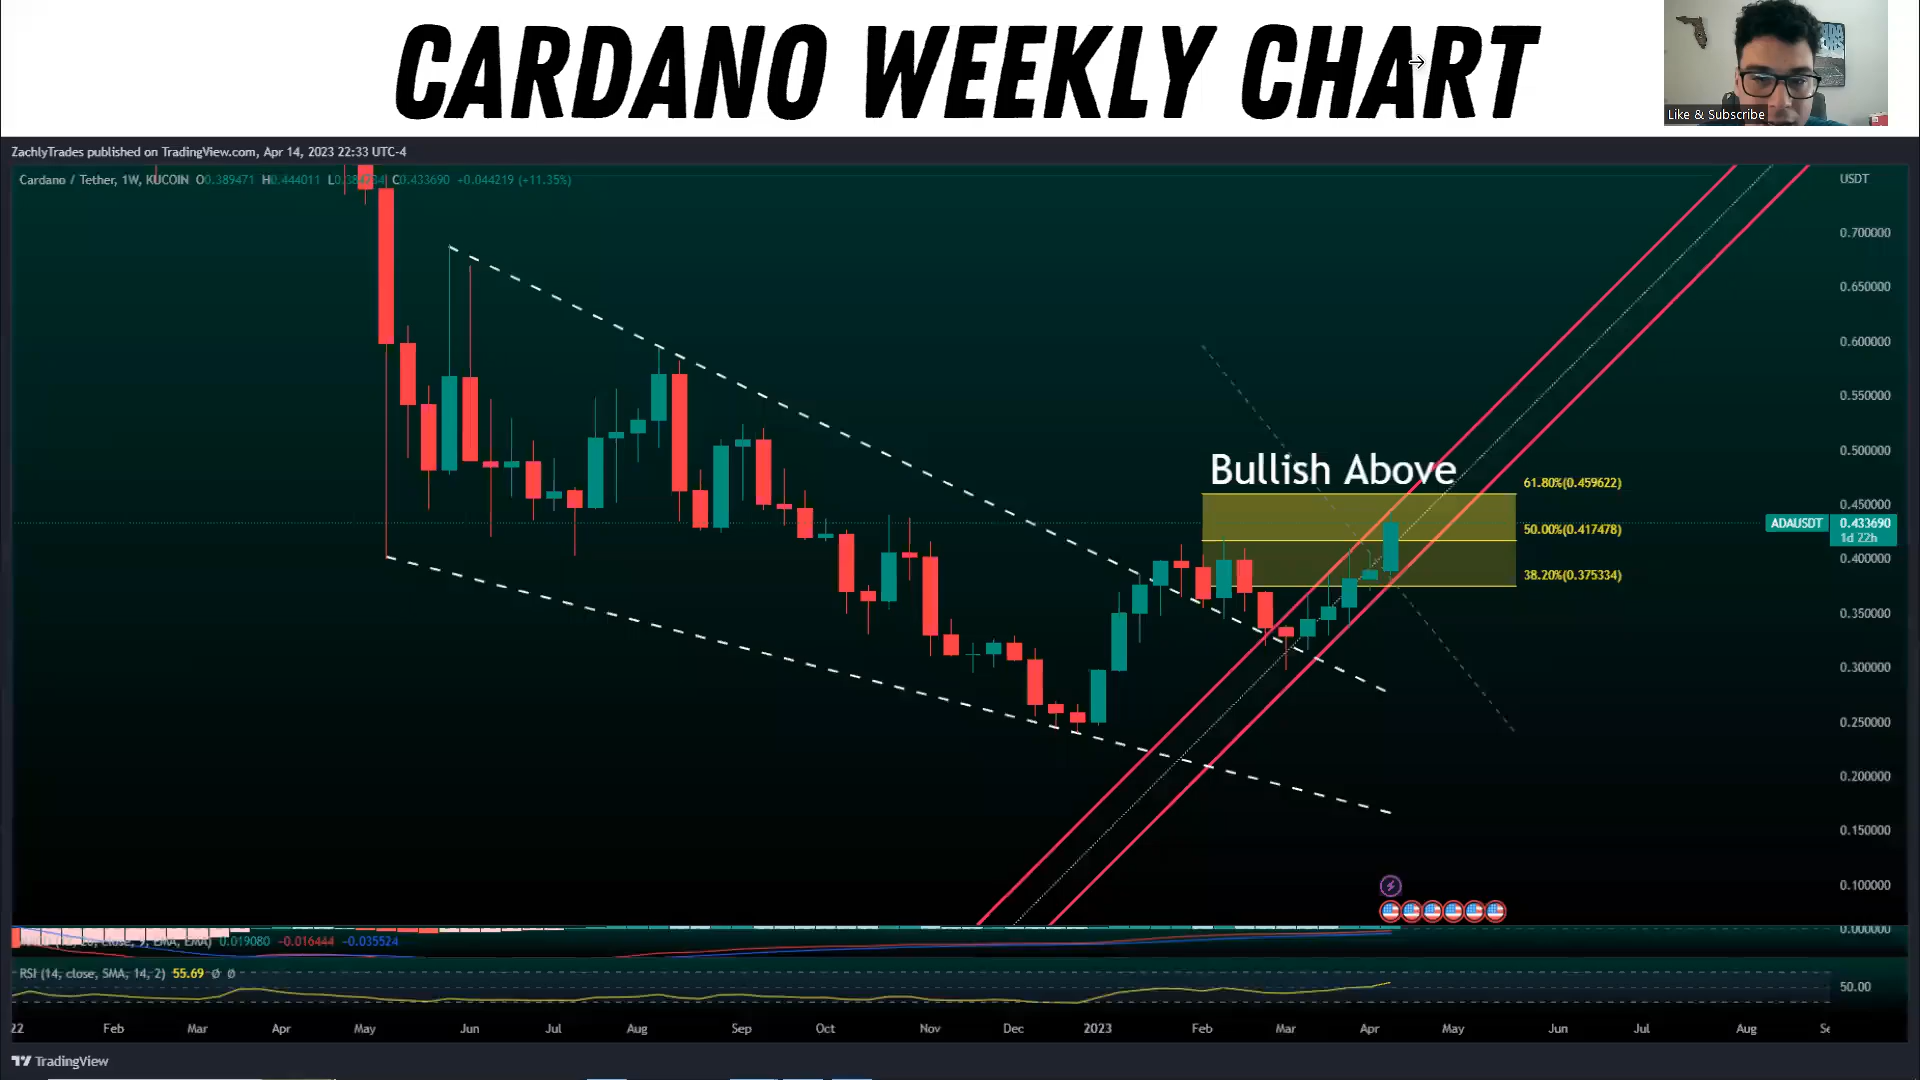 CARDANO WEEKLY CHART
Like & Subscribe
ZachlyTrades published on TradingView.com, Apr 14, 2023 22:33 UTC-4
Cardano / Tether, 1W, KUCOIN O0.389471 H0.444011 C0.433690 +0.044219 (+11.35%)
USDT
0.700000
0.650000
0.600000
0.550000
0.500000
0.450000
ADAUSDT 0.433690
1d 22h
0.400000
0.350000
0.300000
0.250000
0.200000
0.150000
0.100000
0.000000
Bullish Above
61.80%(0.459622)
50.00%(0.417478)
38.20%(0.375334)
close, 9, EMA, EMA) 0.019080 -0.016444 -0.035524
RSI (14, close, SMA, 14, 2) 55.69 Ø Ø
50.00
22 Feb Mar Apr May Jun Jul Aug Sep Oct Nov Dec 2023 Feb Mar Apr May Jun Jul Aug
TradingView